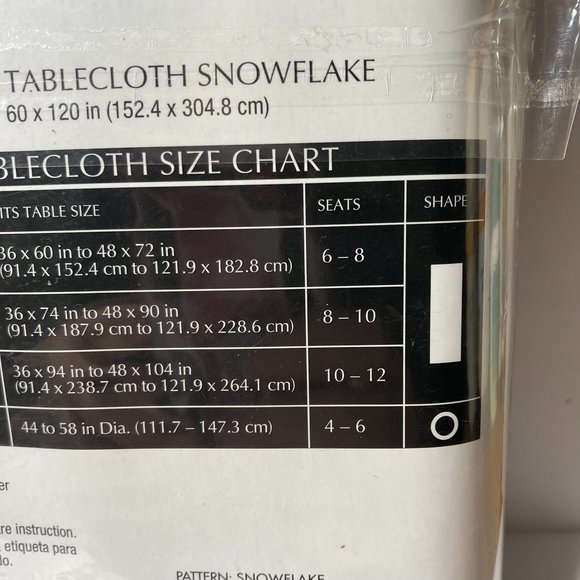 TABLECLOTH SNOWFLAKE
60 x 120 in (152.4 x 304.8 cm)
BLECLOTH SIZE CHART
ITS TABLE SIZE SEATS SHAPE
36 x 60 in to 48 x 72 in
(91.4 x 152.4 cm to 121.9 x 182.8 cm) 6 – 8
36 x 74 in to 48 x 90 in
(91.4 x 187.9 cm to 121.9 x 228.6 cm) 8 – 10
36 x 94 in to 48 x 104 in
(91.4 x 238.7 cm to 121.9 x 264.1 cm) 10 – 12
44 to 58 in Dia. (111.7 – 147.3 cm) 4 – 6
er
re instruction.
etiqueta para
lo.
PATTERN: SNOWFLAKE